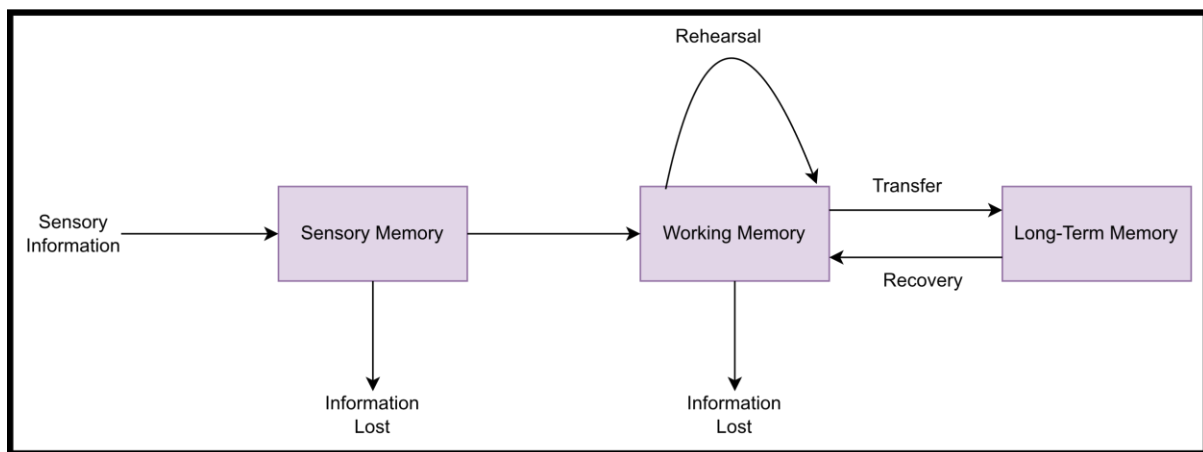 Rehearsal
Sensory
Information
Sensory Memory
Working Memory
Transfer
Recovery
Long-Term Memory
Information
Lost
Information
Lost